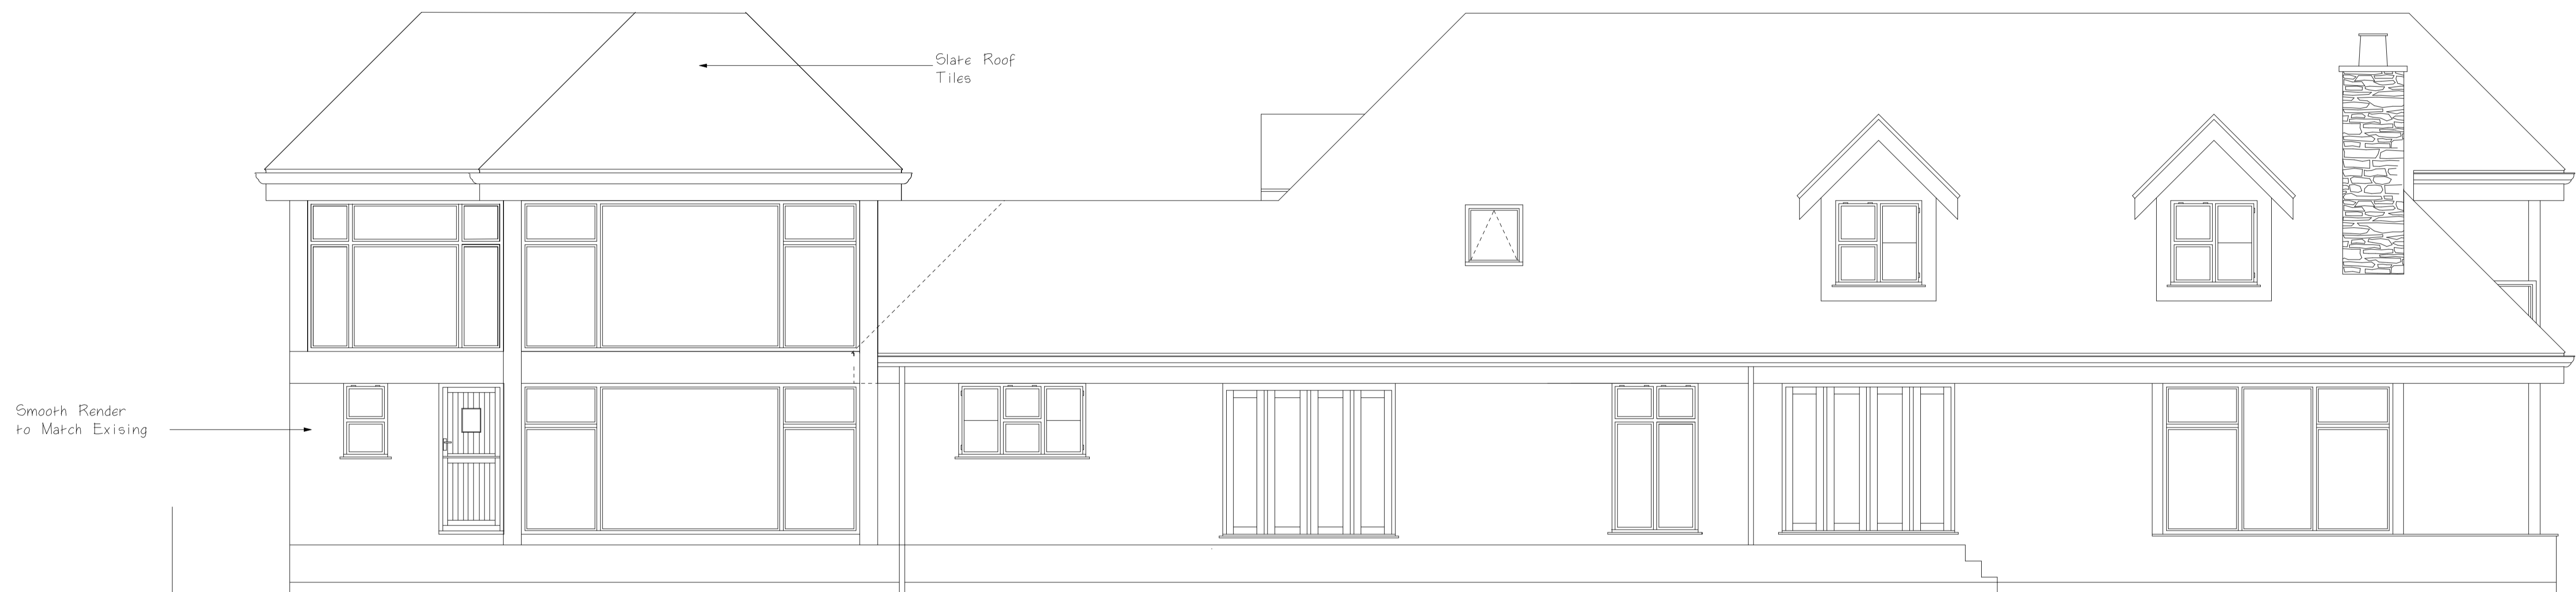 Slate Roof
Tiles
Smooth Render
to Match Exising